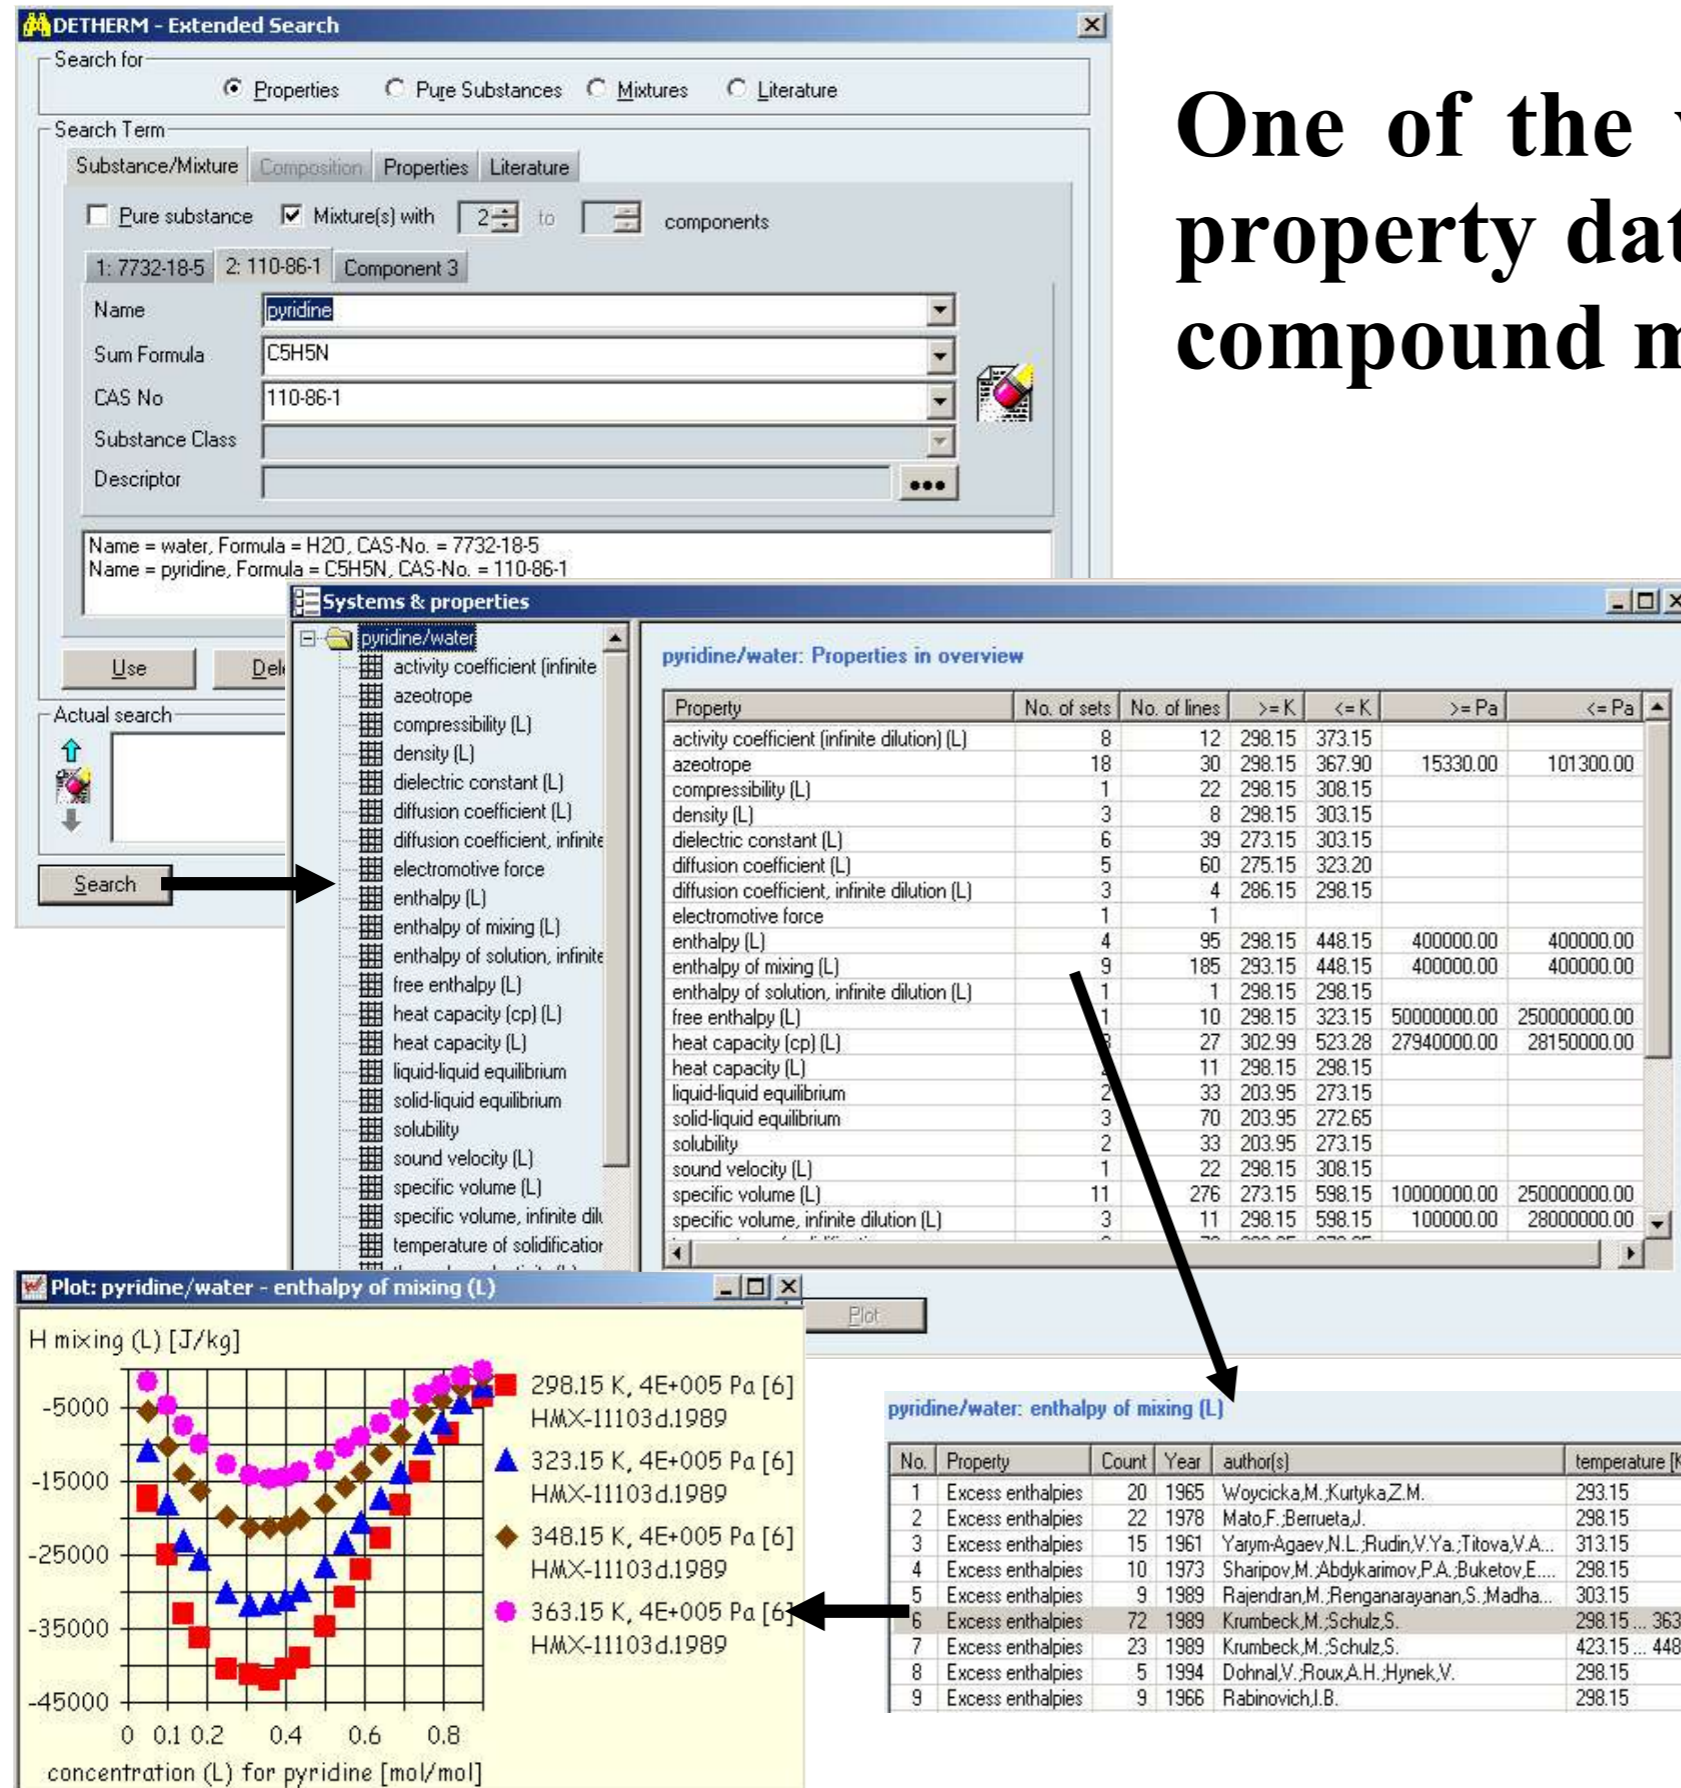 DETHERM - Extended Search
Search for
Properties Pure Substances Mixtures Literature
Search Term
Substance/Mixture Composition Properties Literature
Pure substance Mixture(s) with 2 to components
1: 7732-18-5 2: 110-86-1 Component 3
Name pyridine
Sum Formula C5H5N
CAS No 110-86-1
Substance Class
Descriptor
Name = water, Formula = H2O, CAS-No. = 7732-18-5
Name = pyridine, Formula = C5H5N, CAS-No. = 110-86-1
Use
Actual search
Search
One of the
property
compound
Systems & properties
pyridine/water
activity coefficient (infinite
azeotrope
compressibility (L)
density (L)
dielectric constant (L)
diffusion coefficient (L)
diffusion coefficient, infinite
electromotive force
enthalpy (L)
enthalpy of mixing (L)
enthalpy of solution, infinite
free enthalpy (L)
heat capacity (cp) (L)
heat capacity (L)
liquid-liquid equilibrium
solid-liquid equilibrium
solubility
sound velocity (L)
specific volume (L)
specific volume, infinite
temperature of solidification
pyridine/water: Properties in overview
Property No. of sets No. of lines >= K <= K >= Pa <= Pa
activity coefficient (infinite dilution) (L) 8 12 298.15 373.15
azeotrope 18 30 298.15 367.90 15330.00 101300.00
compressibility (L) 1 22 298.15 308.15
density (L) 3 8 298.15 303.15
dielectric constant (L) 6 39 273.15 303.15
diffusion coefficient (L) 5 60 275.15 323.20
diffusion coefficient, infinite dilution (L) 3 4 286.15 298.15
electromotive force 1 1
enthalpy (L) 4 95 298.15 448.15 400000.00 400000.00
enthalpy of mixing (L) 9 185 293.15 448.15 400000.00 400000.00
enthalpy of solution, infinite dilution (L) 1 1 298.15 298.15
free enthalpy (L) 1 10 298.15 323.15 50000000.00 250000000.00
heat capacity (cp) (L) 27 302.99 523.28 27940000.00 28150000.00
heat capacity (L) 11 298.15 298.15
liquid-liquid equilibrium 2 33 203.95 273.15
solid-liquid equilibrium 3 70 203.95 272.65
solubility 2 33 203.95 273.15
sound velocity (L) 1 22 298.15 308.15
specific volume (L) 11 276 273.15 598.15 10000000.00 250000000.00
specific volume, infinite dilution (L) 3 11 298.15 598.15 100000.00 28000000.00
Plot
Plot: pyridine/water - enthalpy of mixing (L)
H mixing (L) [J/kg]
-5000
-15000
-25000
-35000
-45000
0 0.1 0.2 0.4 0.6 0.8
concentration (L) for pyridine [mol/mol]
298.15 K, 4E+005 Pa [6]
HMX-11103d.1989
323.15 K, 4E+005 Pa [6]
HMX-11103d.1989
348.15 K, 4E+005 Pa [6]
HMX-11103d.1989
363.15 K, 4E+005 Pa [6]
HMX-11103d.1989
pyridine/water: enthalpy of mixing (L)
No. Property Count Year author(s) temperature [K
1 Excess enthalpies 20 1965 Woycicka,M.;Kurtyka,Z.M. 293.15
2 Excess enthalpies 22 1978 Mato,F.;Berrueta,J. 298.15
3 Excess enthalpies 15 1961 Yarym-Agaev,N.L.;Rudin,V.Ya.;Titova,V.A... 313.15
4 Excess enthalpies 10 1973 Sharipov,M.;Abdykarimov,P.A.;Buketov,E.... 298.15
5 Excess enthalpies 9 1989 Rajendran,M.;Renganarayanan,S.;Madha... 303.15
6 Excess enthalpies 72 1989 Krumbeck,M.;Schulz,S. 298.15 ... 363
7 Excess enthalpies 23 1989 Krumbeck,M.;Schulz,S. 423.15 ... 448
8 Excess enthalpies 5 1994 Dohnal,V.;Roux,A.H.;Hynek,V. 298.15
9 Excess enthalpies 9 1966 Rabinovich,I.B. 298.15